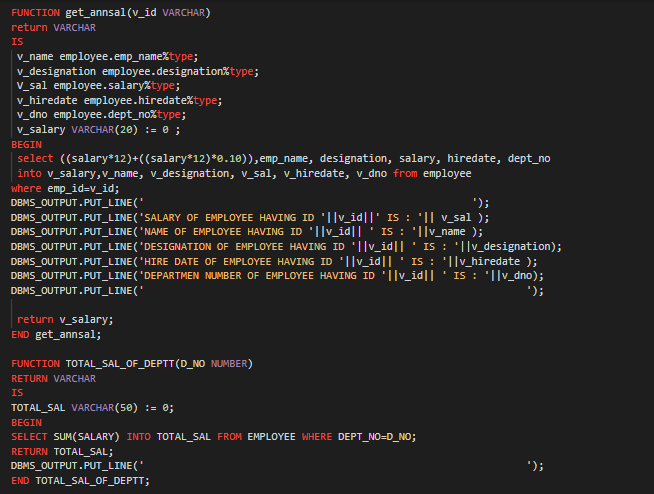 FUNCTION get_annsal(v_id VARCHAR)
return VARCHAR
IS
v_name employee.emp_name%type;
v_designation employee.designation%type;
V_sal employee.salary%type;
v_hiredate employee.hiredate%type;
v_dno employee.dept_no%type;
v_salary VARCHAR(20) := 0 ;
BEGIN
select ((salary*12)+((salary*12)*0.10)),emp_name, designation, salary, hiredate, dept_no
into v_salary,v_name, v_designation, v_sal, v_hiredate, v_dno from employee
where emp_id=v_id;
DBMS_OUTPUT.PUT_LINE('                                                      ');
DBMS_OUTPUT.PUT_LINE('SALARY OF EMPLOYEE HAVING ID '||v_id||' IS : '|| v_sal );
DBMS_OUTPUT.PUT_LINE('NAME OF EMPLOYEE HAVING ID '||v_id|| ' IS : '||v_name );
DBMS_OUTPUT.PUT_LINE('DESIGNATION OF EMPLOYEE HAVING ID '||v_id|| ' IS : '||v_designation);
DBMS_OUTPUT.PUT_LINE('HIRE DATE OF EMPLOYEE HAVING ID '||v_id|| ' IS : '||v_hiredate );
DBMS_OUTPUT.PUT_LINE('DEPARTMEN NUMBER OF EMPLOYEE HAVING ID '||v_id|| ' IS : '||v_dno);
DBMS_OUTPUT.PUT_LINE('                                                              ');
return v_salary;
END get_annsal;
FUNCTION TOTAL_SAL_OF_DEPTT(D_NO NUMBER)
RETURN VARCHAR
IS
TOTAL_SAL VARCHAR(50) := 0;
BEGIN
SELECT SUM(SALARY) INTO TOTAL_SAL FROM EMPLOYEE WHERE DEPT_NO=D_NO;
RETURN TOTAL_SAL;
DBMS_OUTPUT.PUT_LINE('                                                              ');
END TOTAL_SAL_OF_DEPTT;